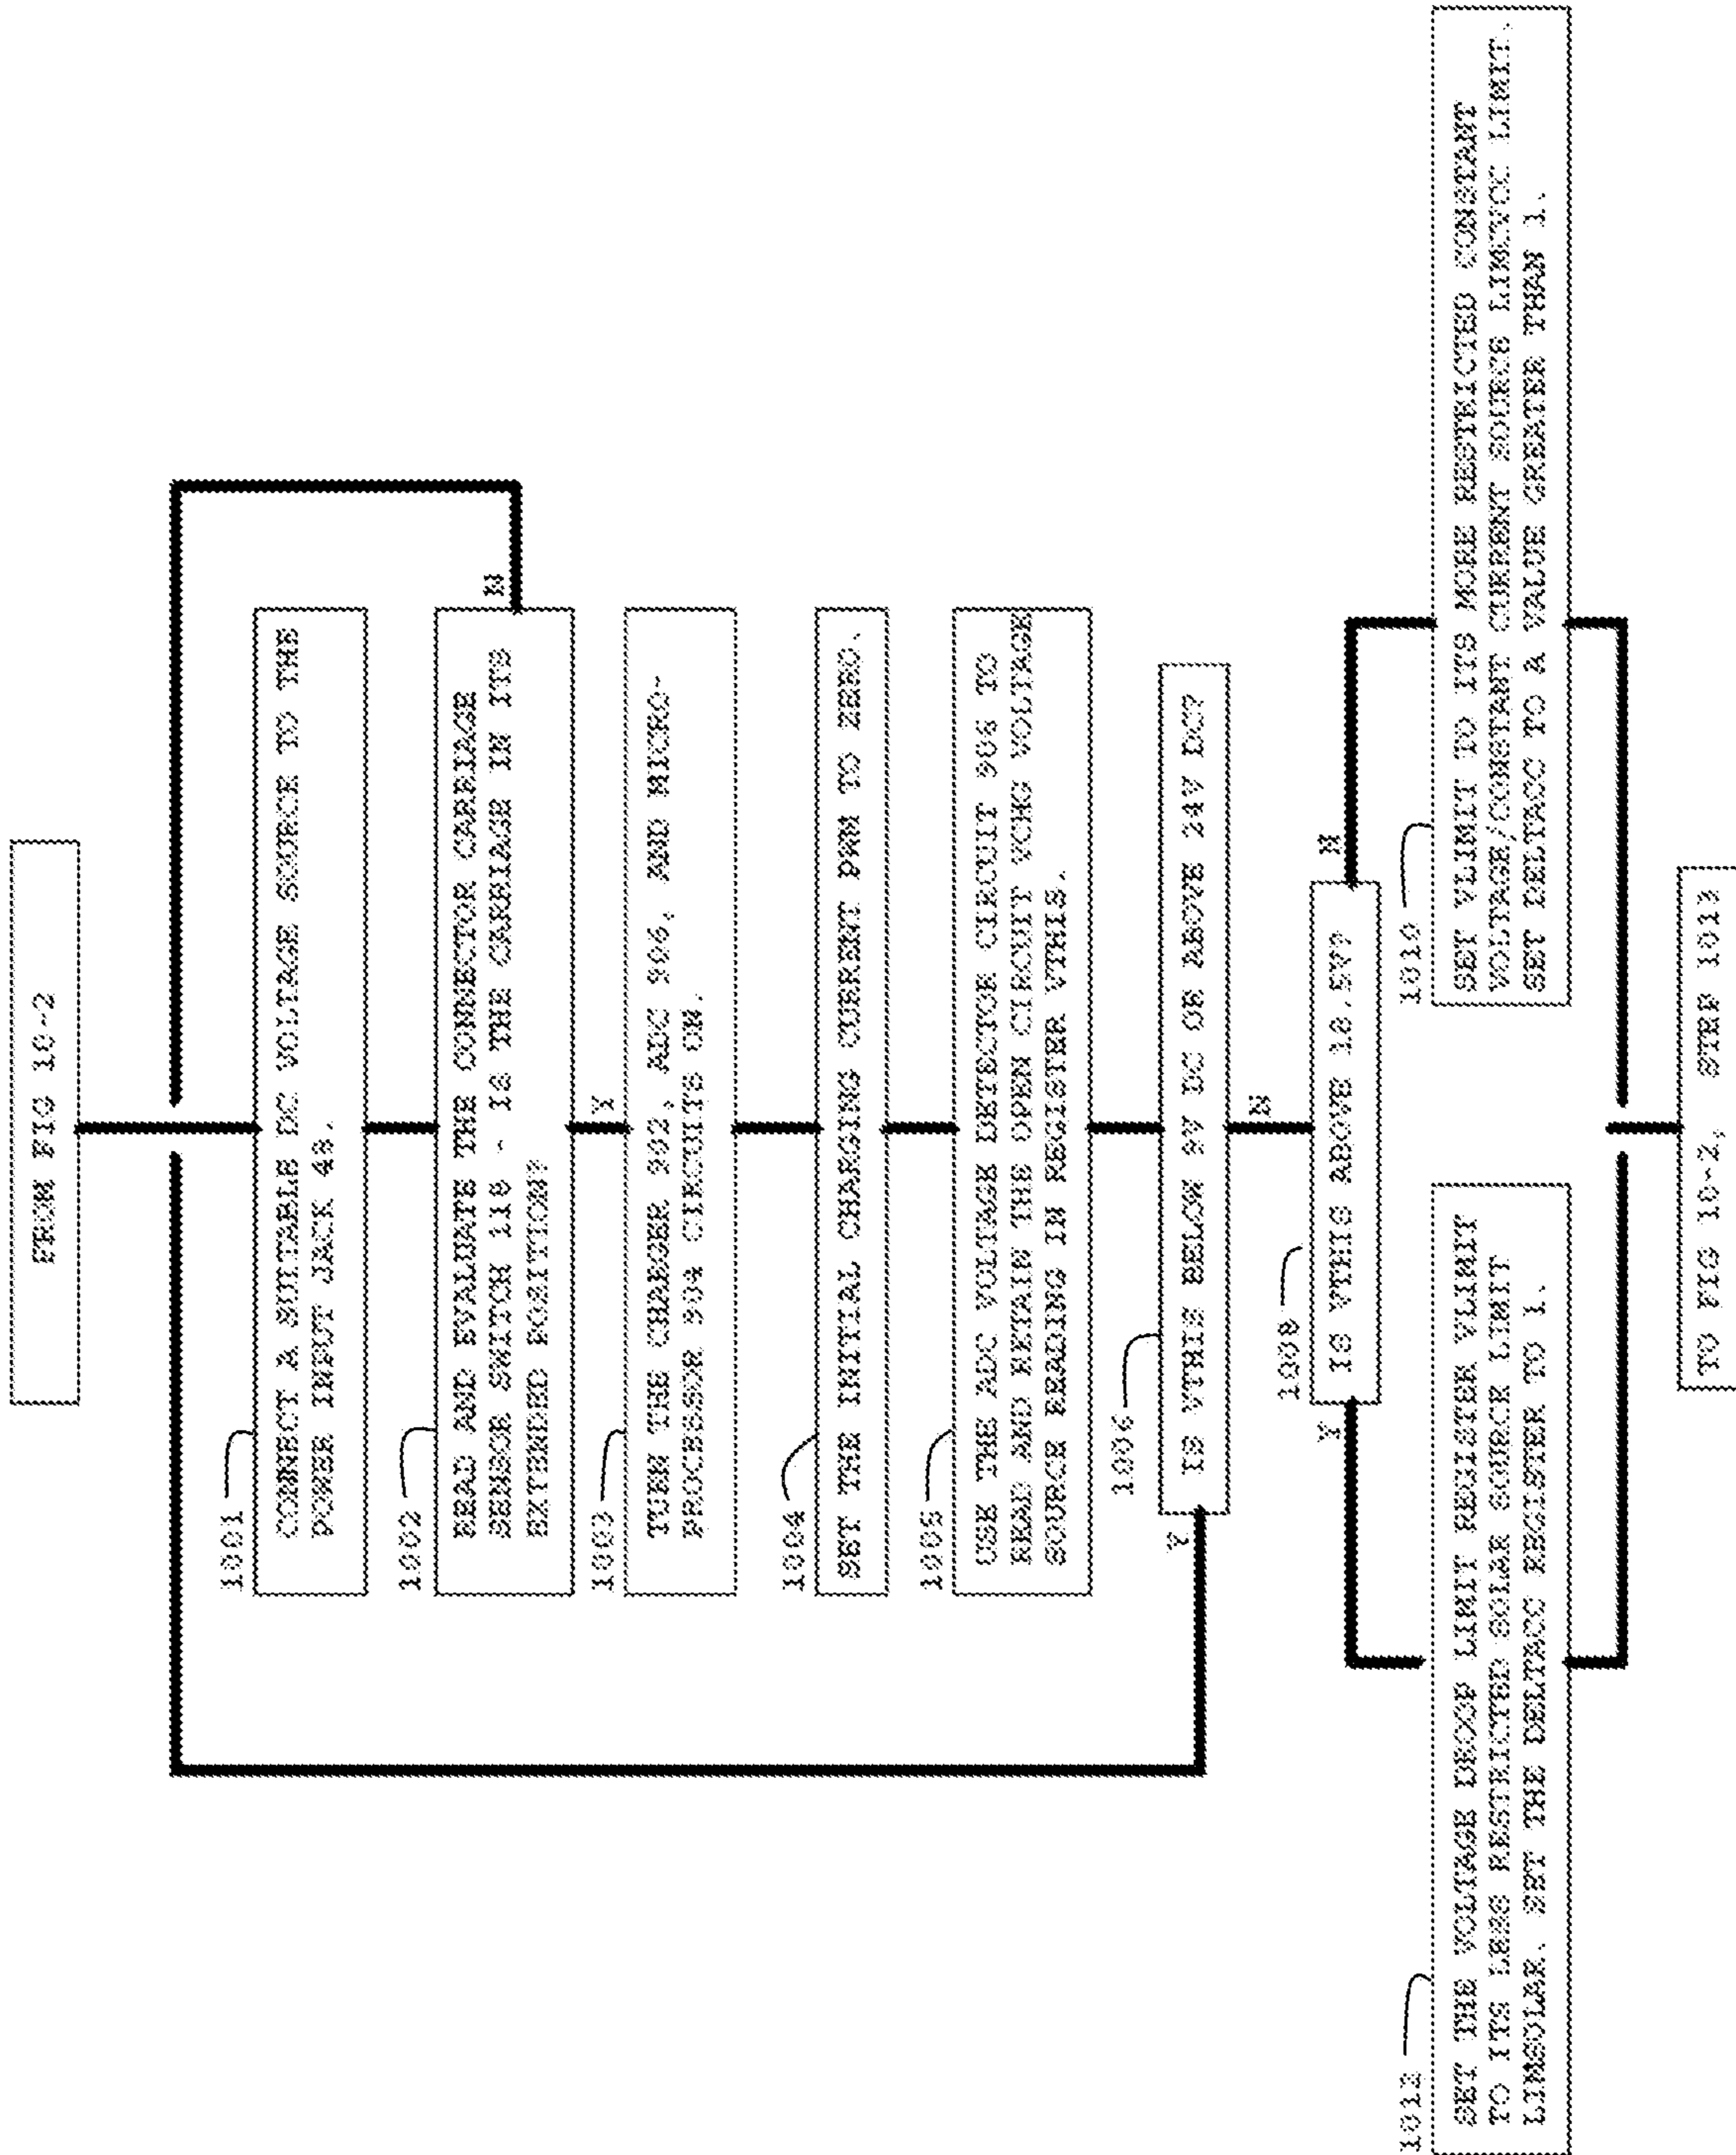 FROM FIG 10-2
1001
CONNECT A SUITABLE DC VOLTAGE SOURCE TO THE
POWER INPUT JACK 48.
1002
READ AND EVALUATE THE CONNECTOR CARRIAGE
SENSOR SWITCH 118 - IS THE CARRIAGE IN ITS
EXTENDED POSITION?
N
Y
1003
TURN THE CHARGER 902, ADC 906, AND MICRO-
PROCESSOR 904 CIRCUITS ON.
1004
SET THE INITIAL CHARGING CURRENT PWM TO ZERO.
1005
USE THE ADC VOLTAGE DETECTOR CIRCUIT 906 TO
READ AND RETAIN THE OPEN CIRCUIT VCHG VOLTAGE
SOURCE READING IN REGISTER VTHIS.
1006
IS VTHIS BELOW 9V DC OR ABOVE 24V DC?
Y
N
1008
IS VTHIS ABOVE 18.5V?
Y
N
1012
SET THE VOLTAGE DROOP LIMIT REGISTER VLIMIT
TO ITS LESS RESTRICTED SOLAR SOURCE LIMIT
LIMSOLAR. SET THE DELTACC REGISTER TO 1.
1010
SET VLIMIT TO ITS MORE RESTRICTED CONSTANT
VOLTAGE/CONSTANT CURRENT SOURCE LIMCVCC LIMIT.
SET DELTACC TO A VALUE GREATER THAN 1.
TO FIG 10-2, STEP 1013